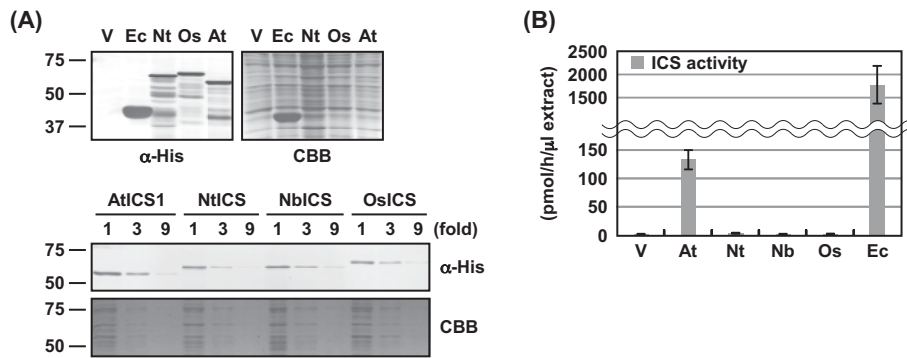 (A)
V Ec Nt Os At V Ec Nt Os At
75
50
37
α-His CBB
AtICS1 NtICS NbICS OsICS
1 3 9 1 3 9 1 3 9 1 3 9 (fold)
75
50
α-His
75
50
CBB
(B)
(pmol/h/μl extract)
2500
2000
1500
150
100
50
0
ICS activity
V At Nt Nb Os Ec